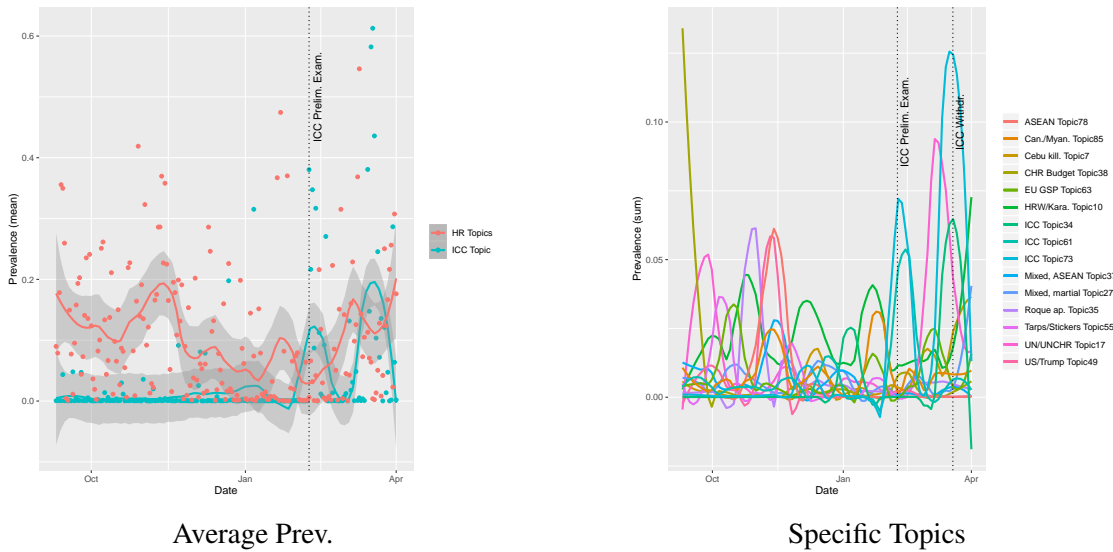 0.6
0.4
0.2
0.0
Prevalence (mean)
ICC Prelim. Exam.
Oct
Jan
Apr
Date
HR Topics
ICC Topic
Average Prev.
0.10
0.05
0.00
Prevalence (sum)
ICC Prelim. Exam.
ICC Withdr.
Oct
Jan
Apr
Date
ASEAN Topic78
Can./Myan. Topic85
Cebu kill. Topic7
CHR Budget Topic38
EU GSP Topic63
HRW/Kara. Topic10
ICC Topic34
ICC Topic61
ICC Topic73
Mixed, ASEAN Topic37
Mixed, martial Topic27
Roque ap. Topic35
Tarps/Stickers Topic55
UN/UNCHR Topic17
US/Trump Topic49
Specific Topics